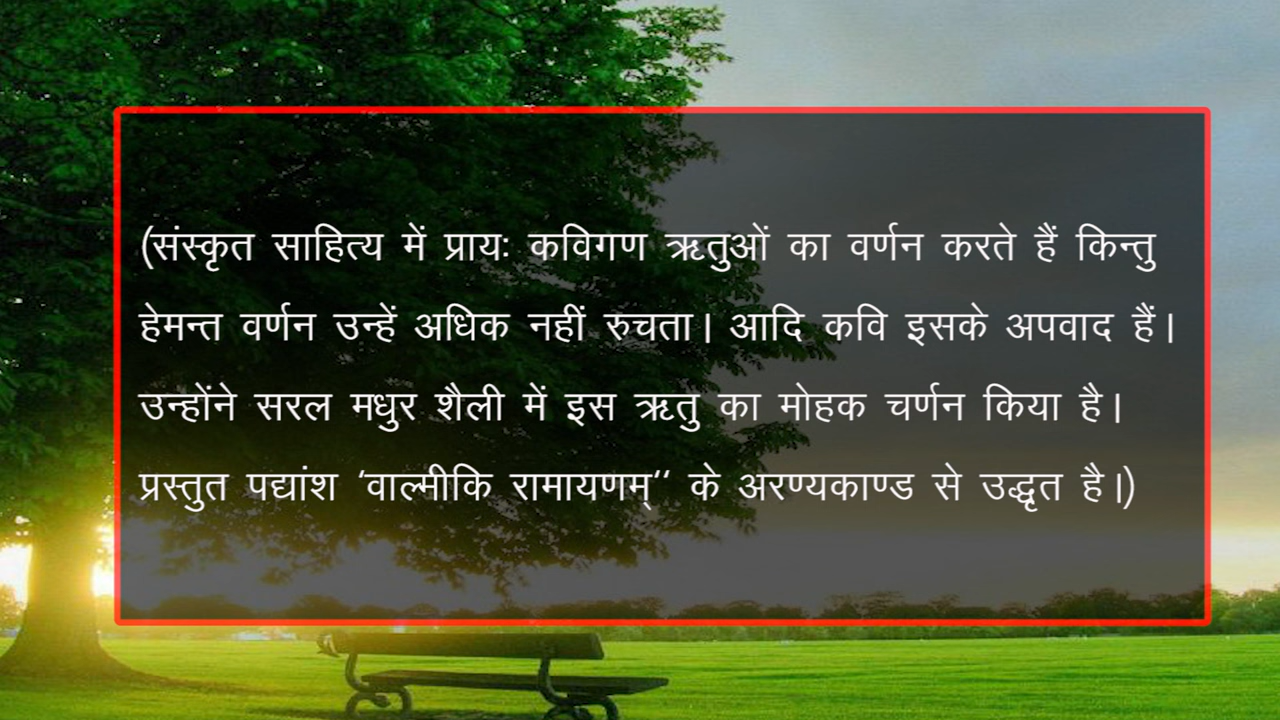 (संस्कृत साहित्य में प्रायः कविगण ऋतुओं का वर्णन करते हैं किन्तु
हेमन्त वर्णन उन्हें अधिक नहीं रुचता। आदि कवि इसके अपवाद हैं।
उन्होंने सरल मधुर शैली में इस ऋतु का मोहक चर्णन किया है।
प्रस्तुत पद्यांश ‘वाल्मीकि रामायणम्‘‘ के अरण्यकाण्ड से उद्धृत है।)